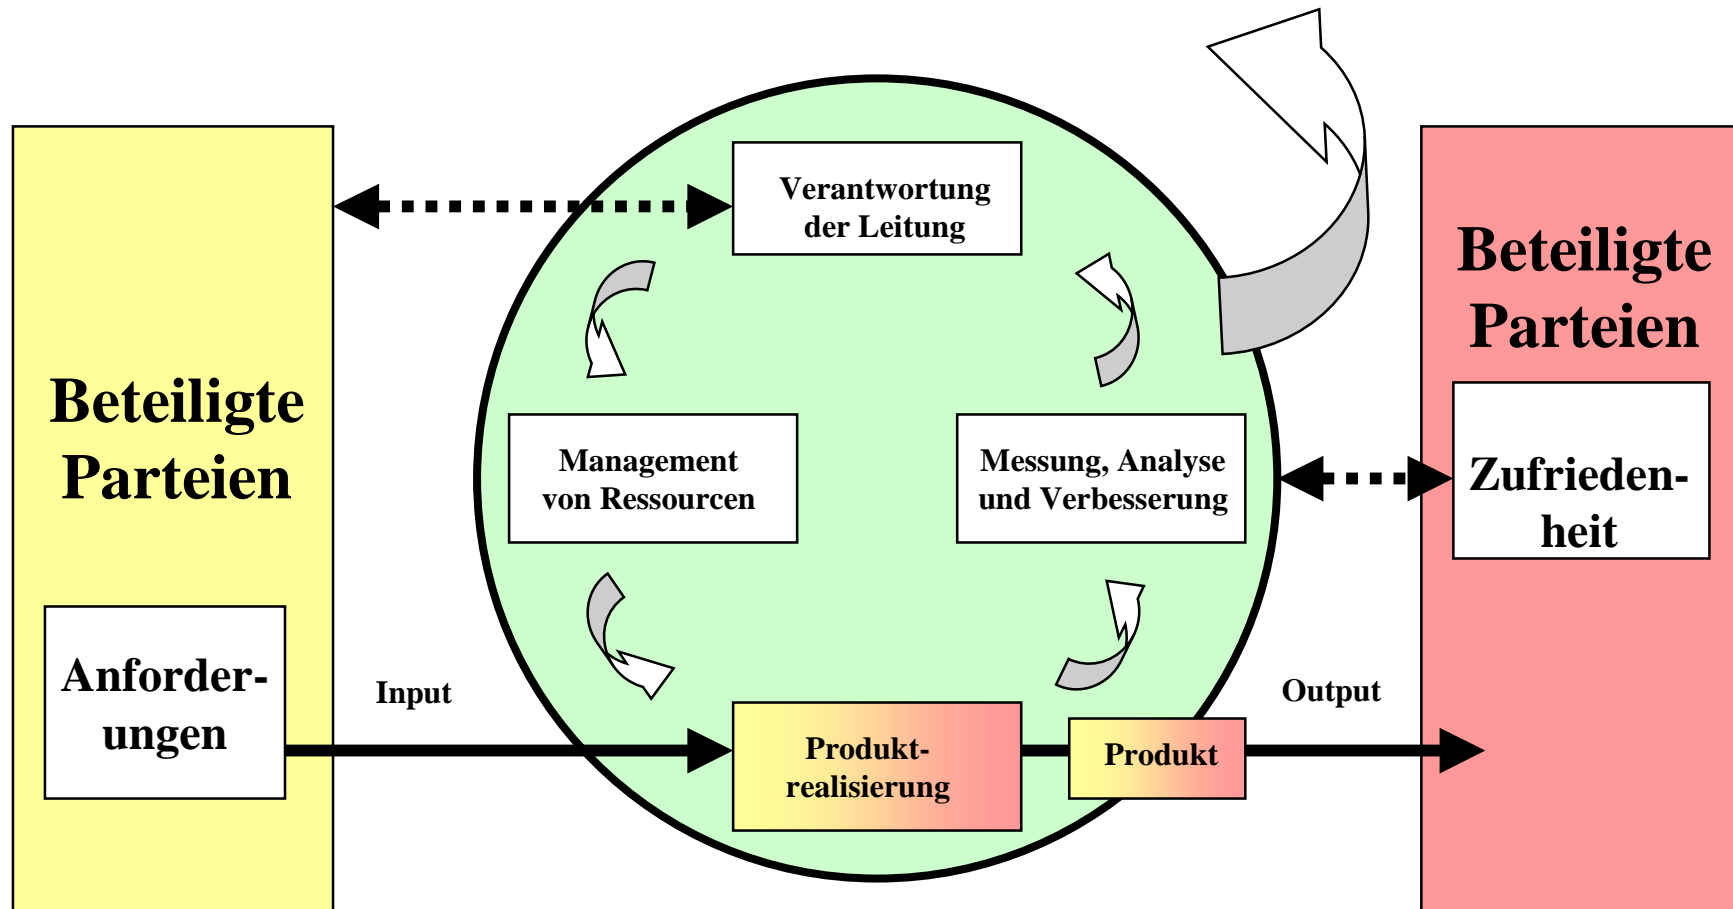 Beteiligte
Parteien
Anforder-
ungen
Input
Verantwortung
der Leitung
Management
von Ressourcen
Messung, Analyse
und Verbesserung
Produkt-
realisierung
Produkt
Output
Beteiligte
Parteien
Zufrieden-
heit